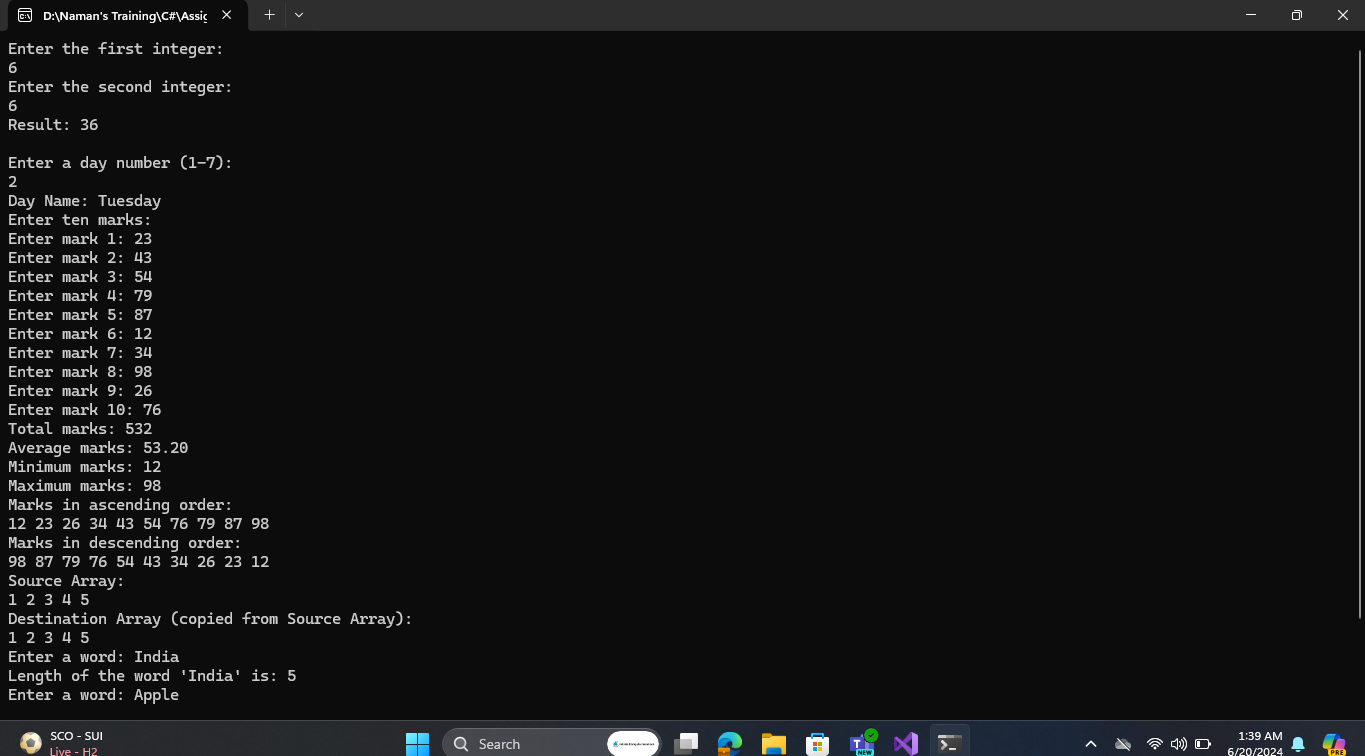 D:\Naman's Training\C#\Assig
Enter the first integer:
6
Enter the second integer:
6
Result: 36
Enter a day number (1-7):
2
Day Name: Tuesday
Enter ten marks:
Enter mark 1: 23
Enter mark 2: 43
Enter mark 3: 54
Enter mark 4: 79
Enter mark 5: 87
Enter mark 6: 12
Enter mark 7: 34
Enter mark 8: 98
Enter mark 9: 26
Enter mark 10: 76
Total marks: 532
Average marks: 53.20
Minimum marks: 12
Maximum marks: 98
Marks in ascending order:
12 23 26 34 43 54 76 79 87 98
Marks in descending order:
98 87 79 76 54 43 34 26 23 12
Source Array:
1 2 3 4 5
Destination Array (copied from Source Array):
1 2 3 4 5
Enter a word: India
Length of the word 'India' is: 5
Enter a word: Apple
SCO - SUI
Live - H2
Search
NEW
1:39 AM
6/20/2024
PRE